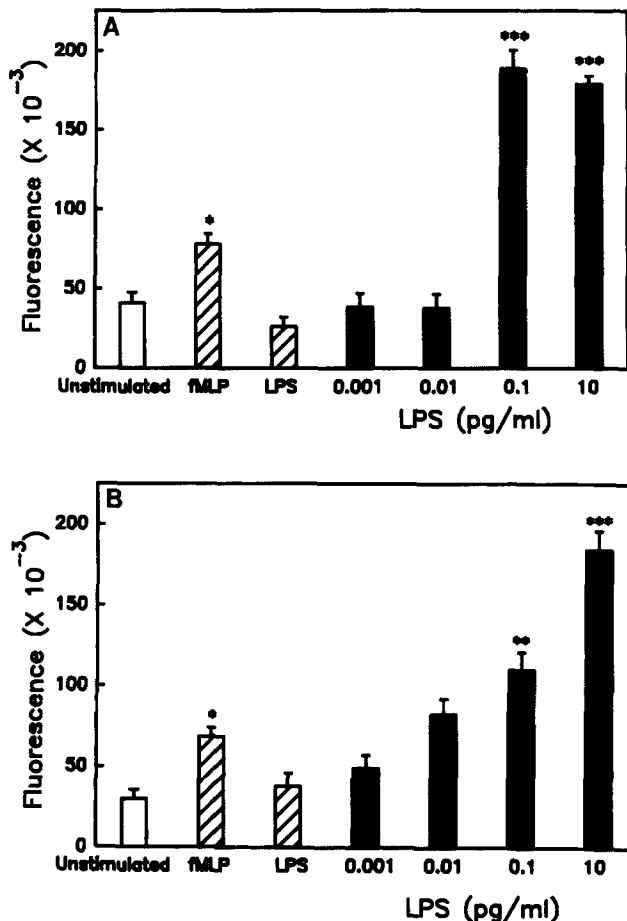 A
Fluorescence (X 10⁻³)
200
150
100
50
0
*
***
***
Unstimulated fMLP LPS 0.001 0.01 0.1 10
LPS (pg/ml)
B
Fluorescence (X 10⁻³)
200
150
100
50
0
*
**
***
Unstimulated fMLP LPS 0.001 0.01 0.1 10
LPS (pg/ml)